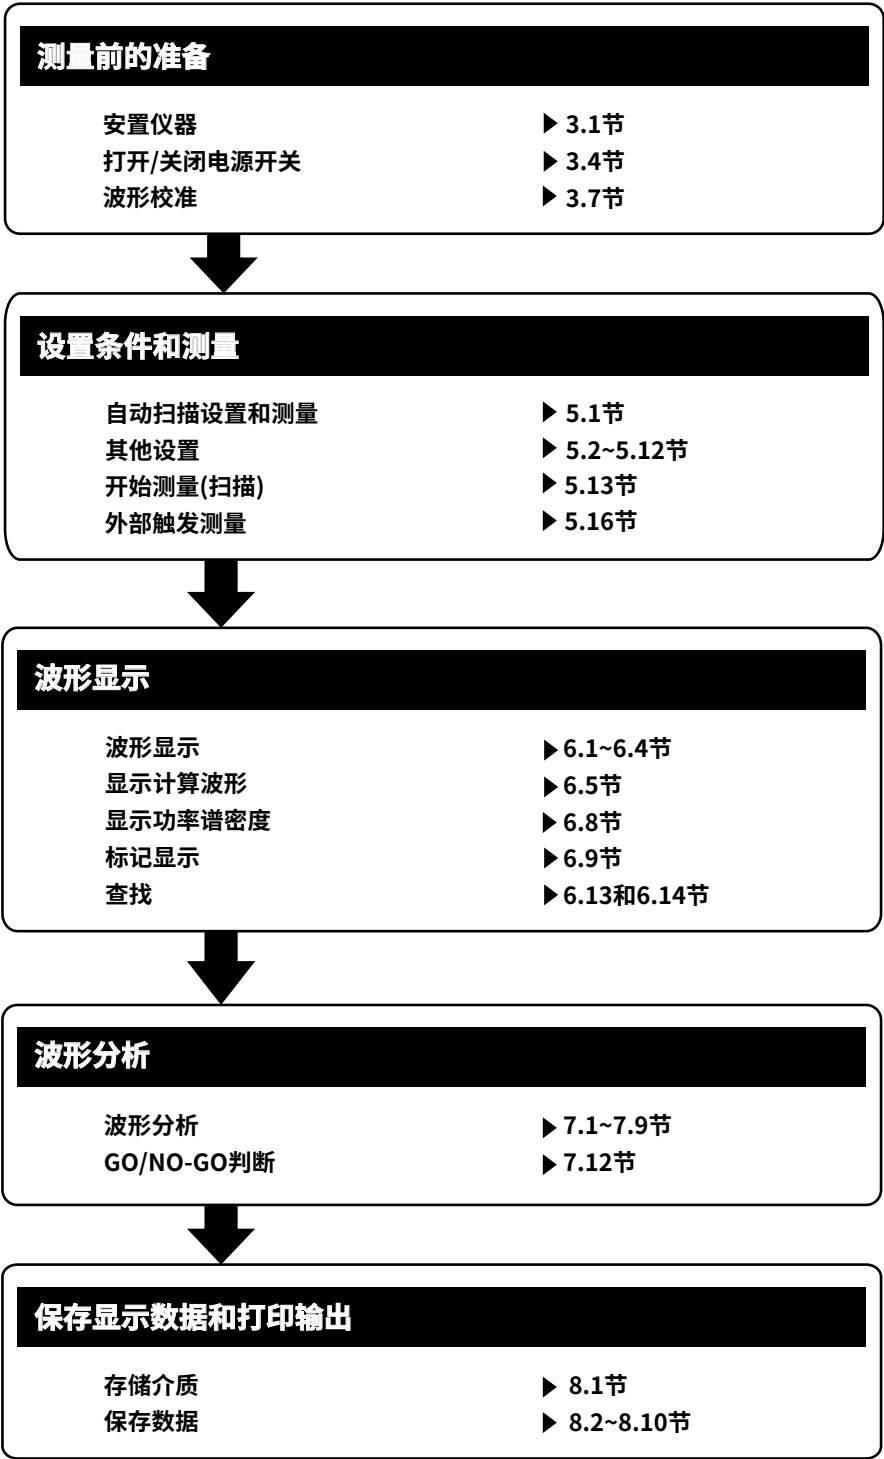 测量前的准备
安置仪器 3.1节
打开/关闭电源开关 3.4节
波形校准 3.7节
设置条件和测量
自动扫描设置和测量 5.1节
其他设置 5.2~5.12节
开始测量(扫描) 5.13节
外部触发测量 5.16节
波形显示
波形显示 6.1~6.4节
显示计算波形 6.5节
显示功率谱密度 6.8节
标记显示 6.9节
查找 6.13和6.14节
波形分析
波形分析 7.1~7.9节
GO/NO-GO判断 7.12节
保存显示数据和打印输出
存储介质 8.1节
保存数据 8.2~8.10节